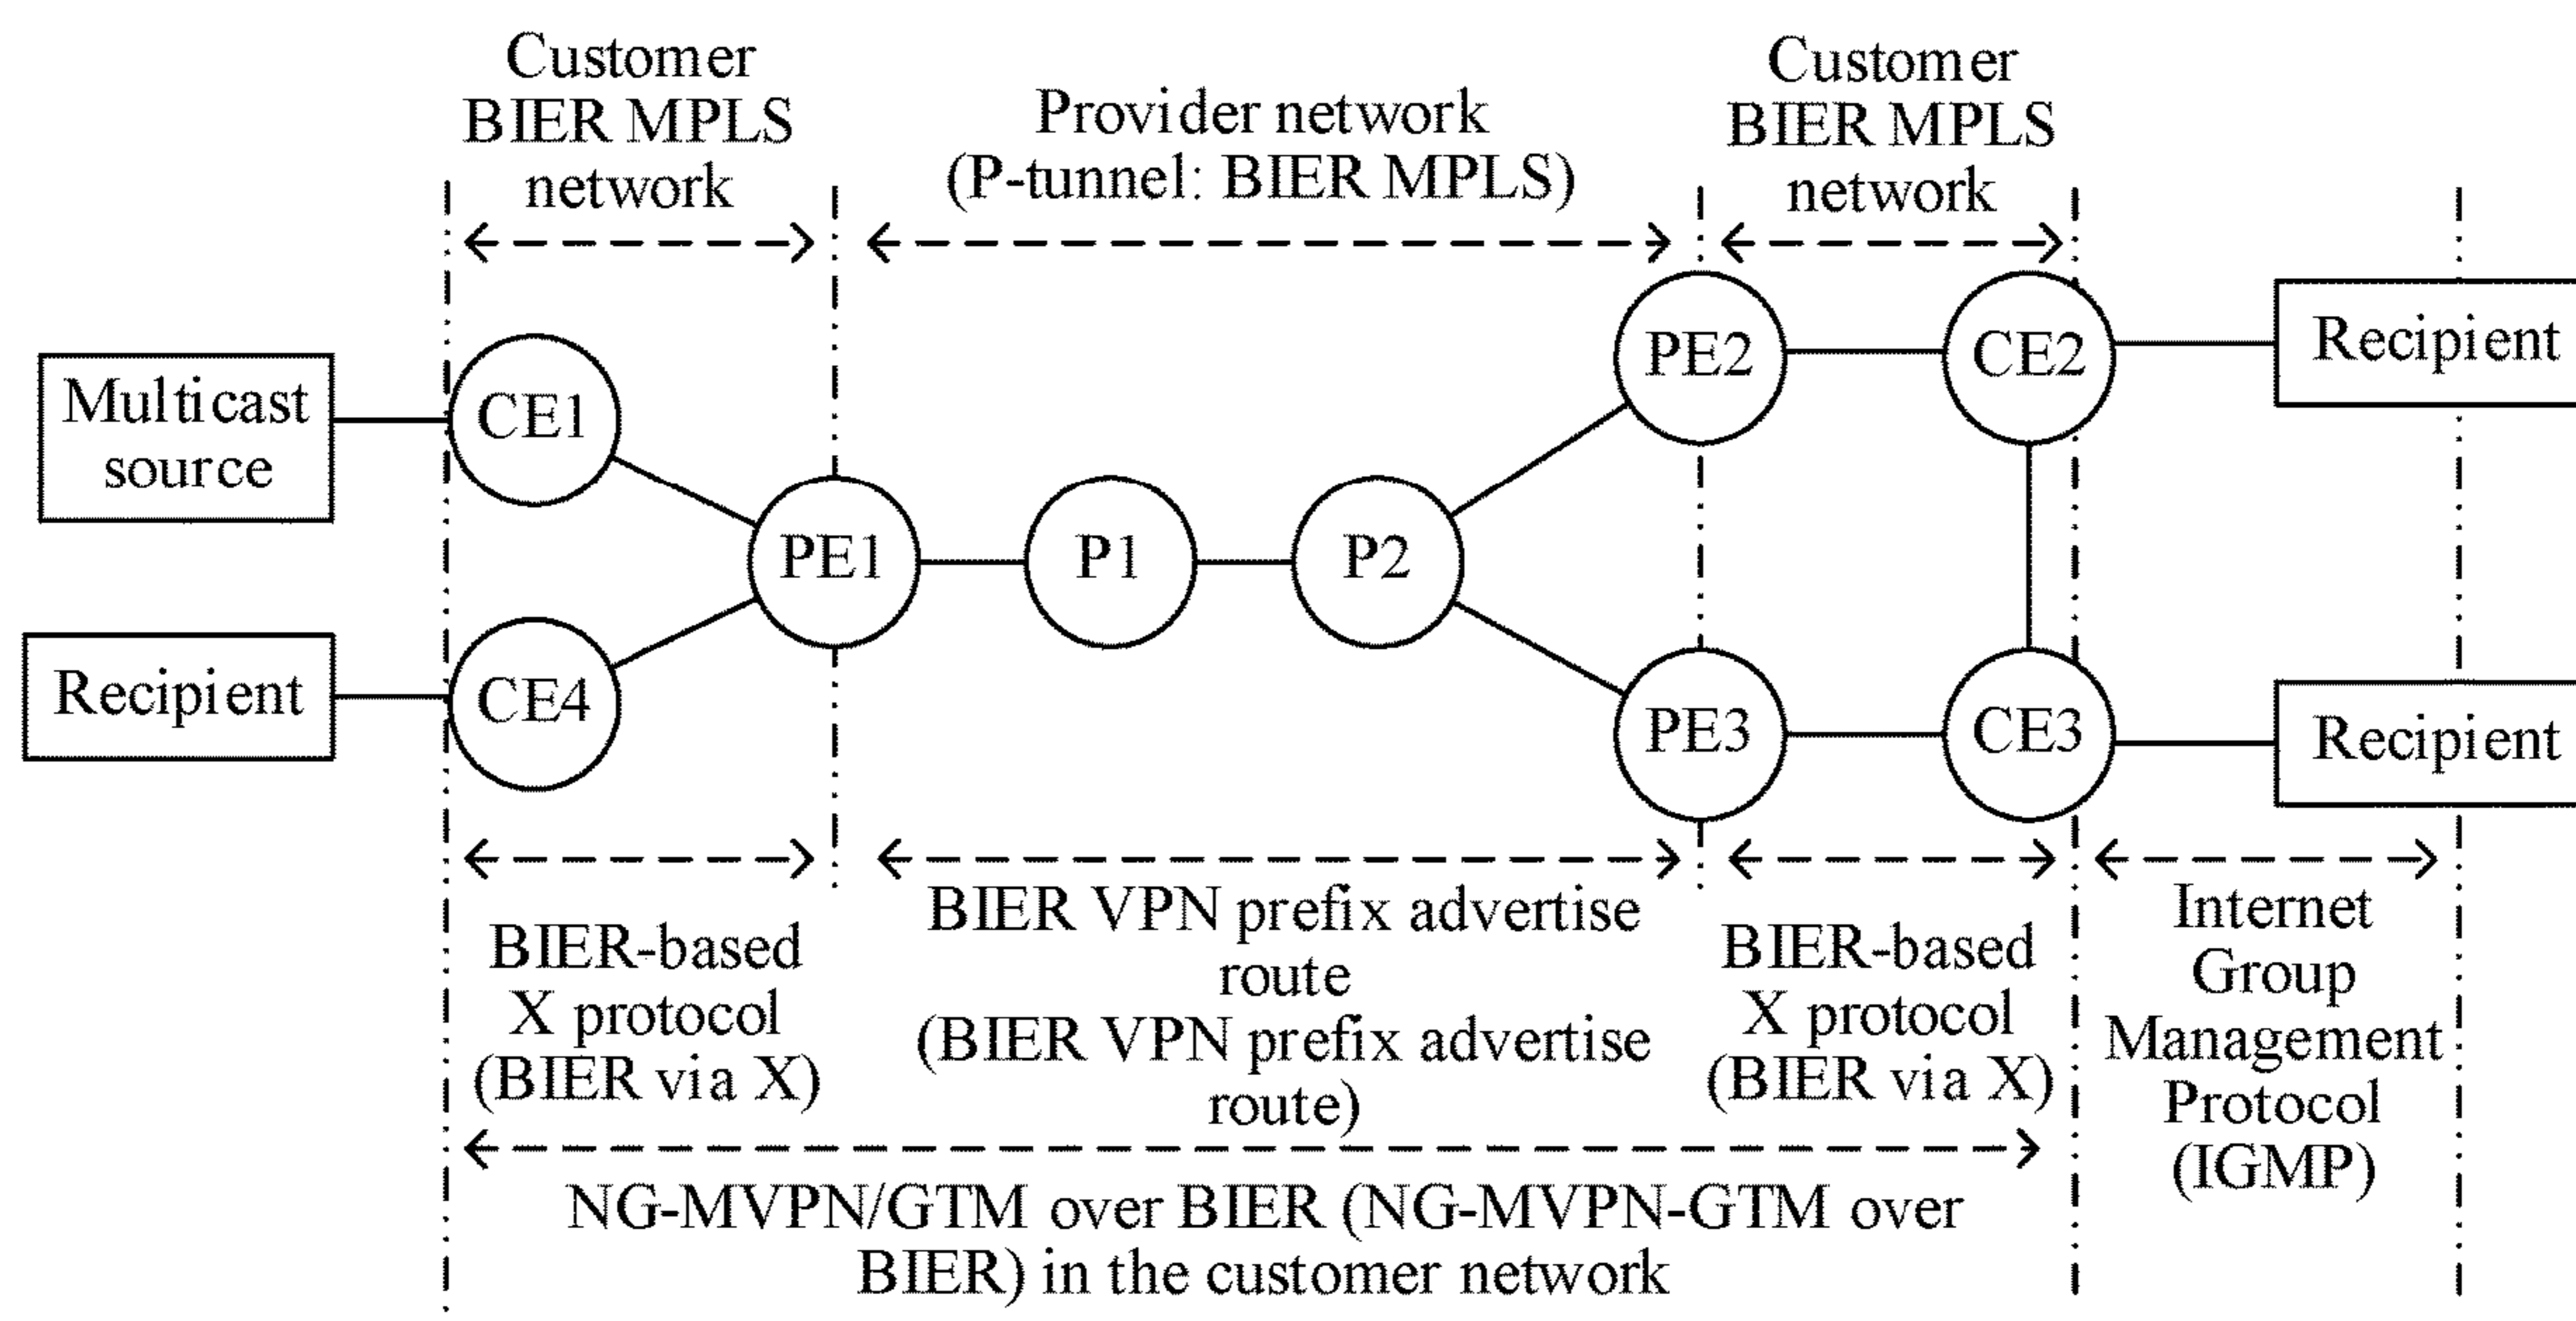 Customer
BIER MPLS
network
Provider network
(P-tunnel: BIER MPLS)
Customer
BIER MPLS
network
Multicast
source
Recipient
CE1
CE4
PE1
P1
P2
PE2
PE3
CE2
CE3
Recipient
Recipient
BIER-based
X protocol
(BIER via X)
BIER VPN prefix advertise
route
(BIER VPN prefix advertise
route)
BIER-based
X protocol
(BIER via X)
Internet
Group
Management
Protocol
(IGMP)
NG-MVPN/GTM over BIER (NG-MVPN-GTM over
BIER) in the customer network